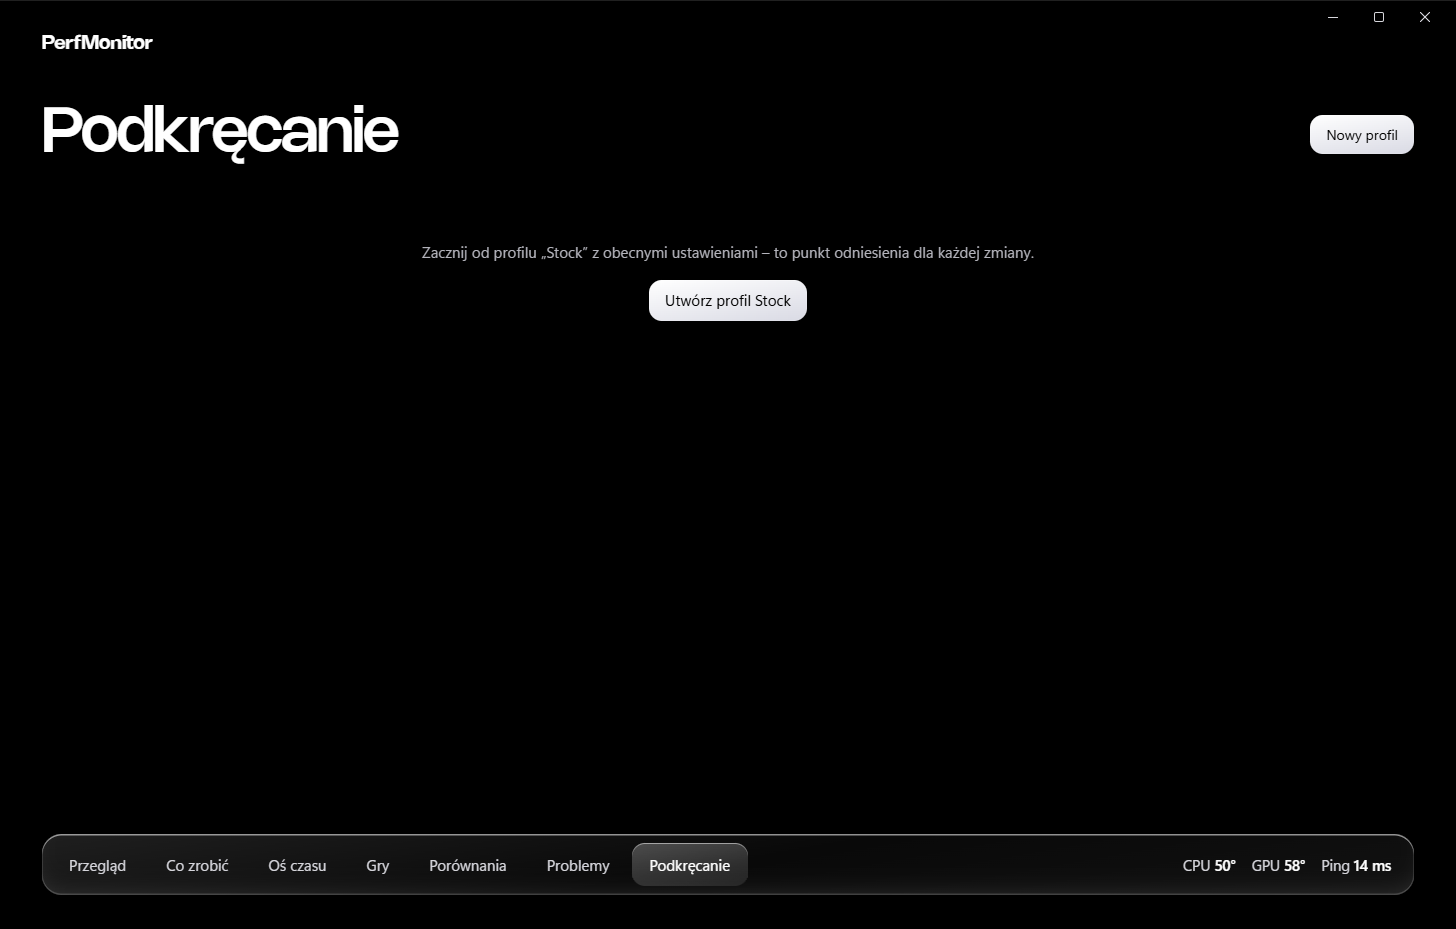 PerfMonitor
Podkręcanie
Nowy profil
Zacznij od profilu „Stock” z obecnymi ustawieniami – to punkt odniesienia dla każdej zmiany.
Utwórz profil Stock
Przegląd Co zrobić Oś czasu Gry Porównania Problemy Podkręcanie CPU 50° GPU 58° Ping 14 ms